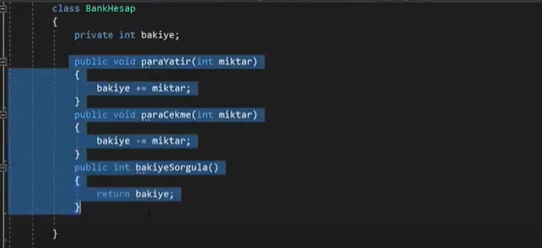 class BankHesap
{
private int bakiye;
public void paraYatir(int miktar)
{
bakiye += miktar;
}
public void paraCekme(int miktar)
{
bakiye -= miktar;
}
public int bakiyeSorgula()
{
return bakiye;
}
}